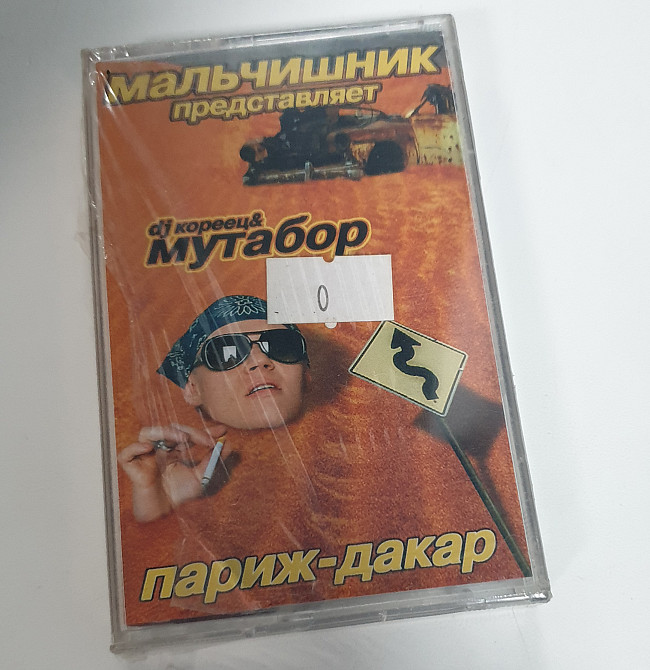 мальчишник
представляет
dj кореец&
мутабор
0
париж-дакар